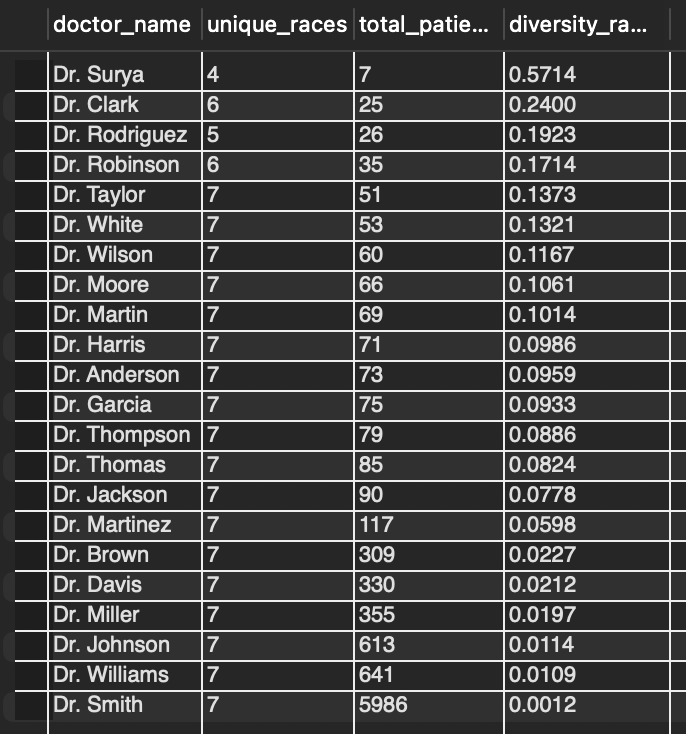 doctor_name unique_races total_patie... diversity_ra...
Dr. Surya 4 7 0.5714
Dr. Clark 6 25 0.2400
Dr. Rodriguez 5 26 0.1923
Dr. Robinson 6 35 0.1714
Dr. Taylor 7 51 0.1373
Dr. White 7 53 0.1321
Dr. Wilson 7 60 0.1167
Dr. Moore 7 66 0.1061
Dr. Martin 7 69 0.1014
Dr. Harris 7 71 0.0986
Dr. Anderson 7 73 0.0959
Dr. Garcia 7 75 0.0933
Dr. Thompson 7 79 0.0886
Dr. Thomas 7 85 0.0824
Dr. Jackson 7 90 0.0778
Dr. Martinez 7 117 0.0598
Dr. Brown 7 309 0.0227
Dr. Davis 7 330 0.0212
Dr. Miller 7 355 0.0197
Dr. Johnson 7 613 0.0114
Dr. Williams 7 641 0.0109
Dr. Smith 7 5986 0.0012